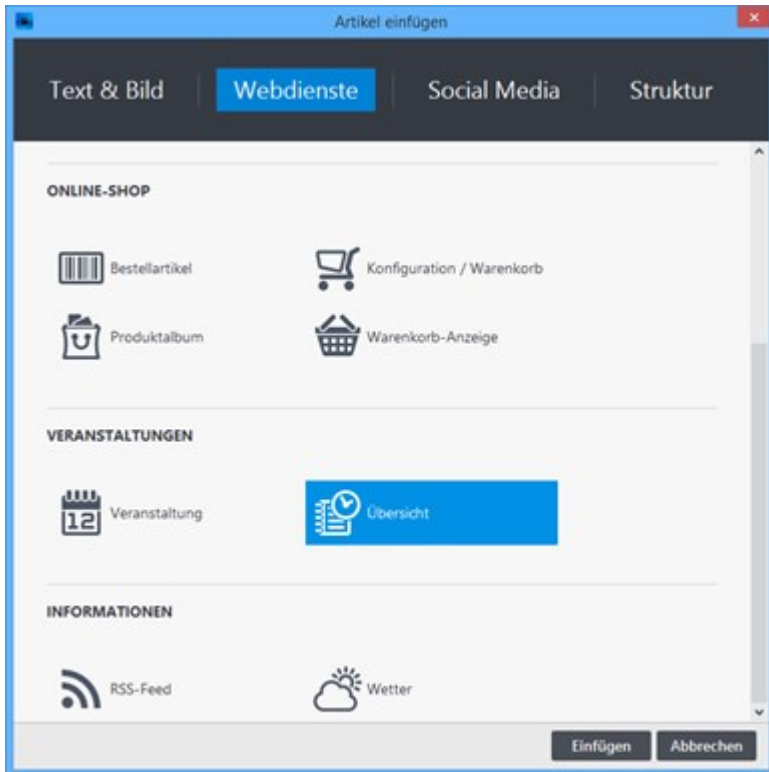 Artikel einfügen
Text & Bild Webdienste Social Media Struktur
ONLINE-SHOP
Bestellartikel Konfiguration / Warenkorb
Produktalbum Warenkorb-Anzeige
VERANSTALTUNGEN
12 Veranstaltung Übersicht
INFORMATIONEN
RSS-Feed Wetter
Einfügen Abbrechen